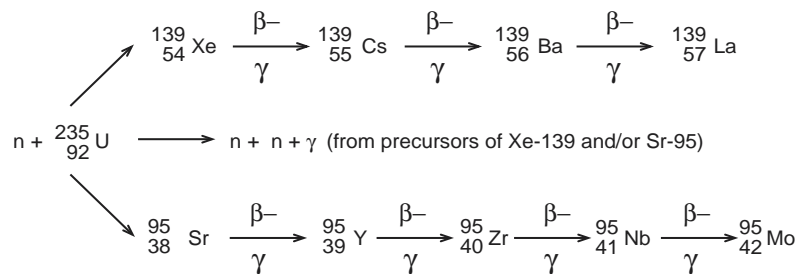 β– β– β–
139 54 Xe 139 55 Cs 139 56 Ba 139 57 La
γ γ γ
n + 235 92 U n + n + γ (from precursors of Xe-139 and/or Sr-95)
β– β– β– β–
95 38 Sr 95 39 Y 95 40 Zr 95 41 Nb 95 42 Mo
γ γ γ γ